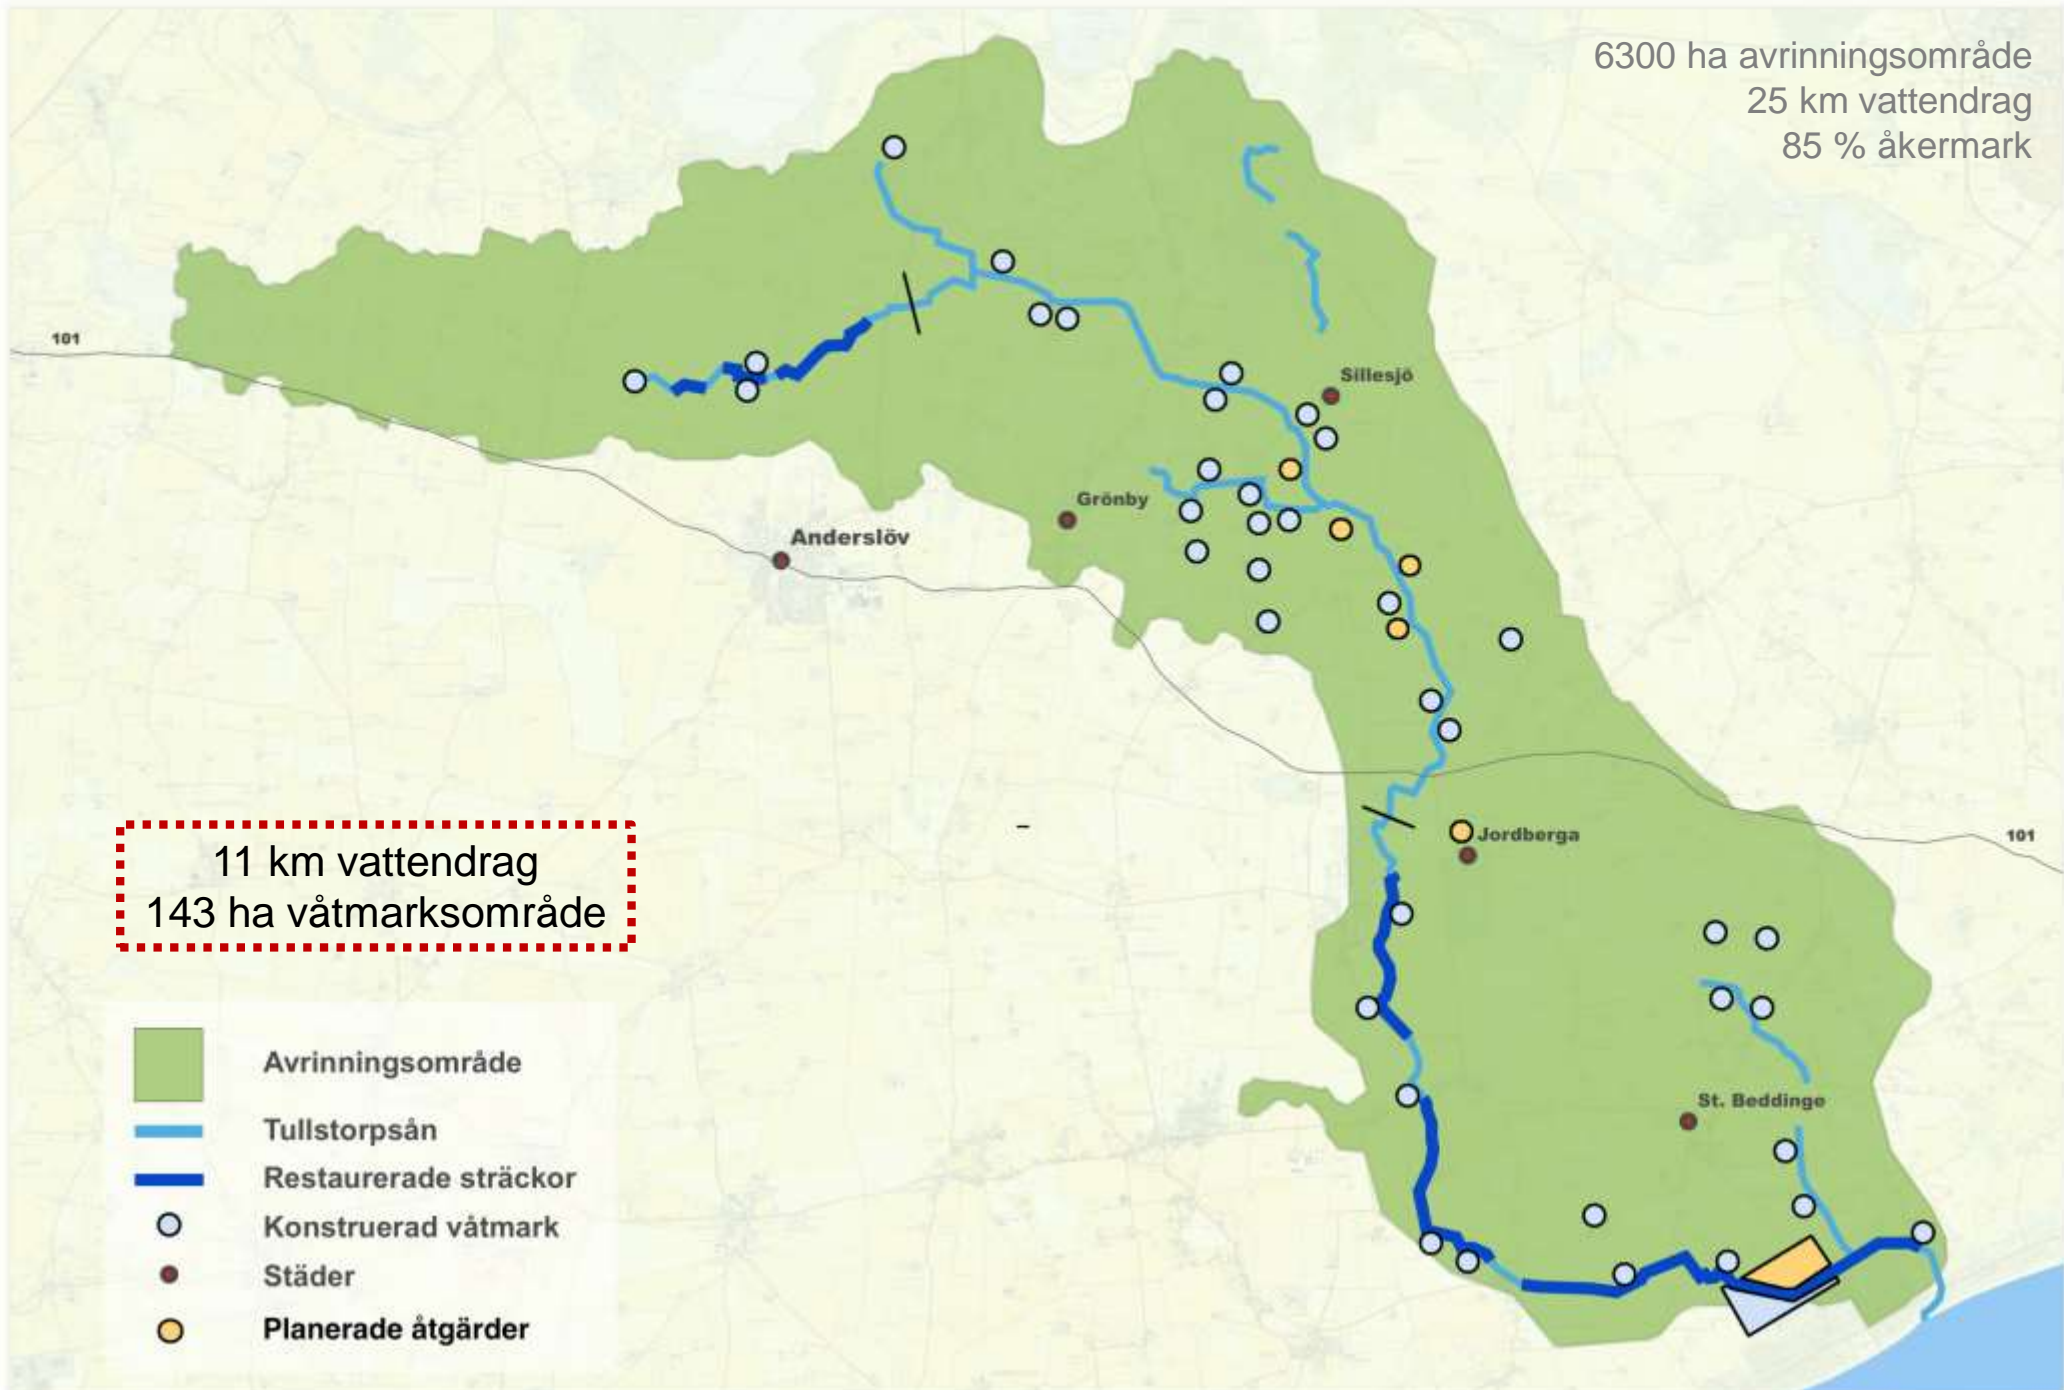 6300 ha avrinningsområde
25 km vattendrag
85 % åkermark
101
Sillesjö
Grönby
Anderslöv
Jordberga
101
11 km vattendrag
143 ha våtmarksområde
St. Beddinge
Avrinningsområde
Tullstorpsån
Restaurerade sträckor
Konstruerad våtmark
Städer
Planerade åtgärder